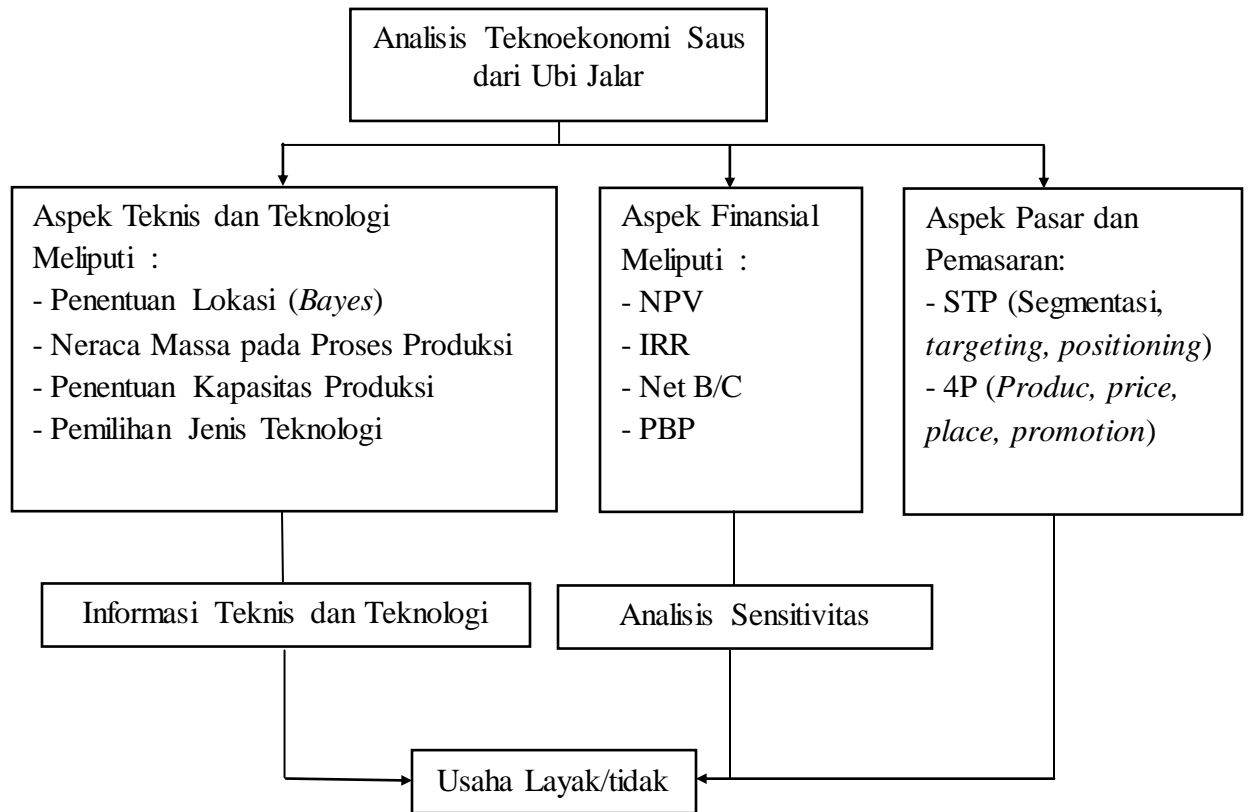 Analisis Teknoekonomi Saus
dari Ubi Jalar
Aspek Teknis dan Teknologi
Meliputi :
- Penentuan Lokasi (Bayes)
- Neraca Massa pada Proses Produksi
- Penentuan Kapasitas Produksi
- Pemilihan Jenis Teknologi
Aspek Finansial
Meliputi :
- NPV
- IRR
- Net B/C
- PBP
Aspek Pasar dan
Pemasaran:
- STP (Segmentasi,
targeting, positioning)
- 4P (Produc, price,
place, promotion)
Informasi Teknis dan Teknologi
Analisis Sensitivitas
Usaha Layak/tidak